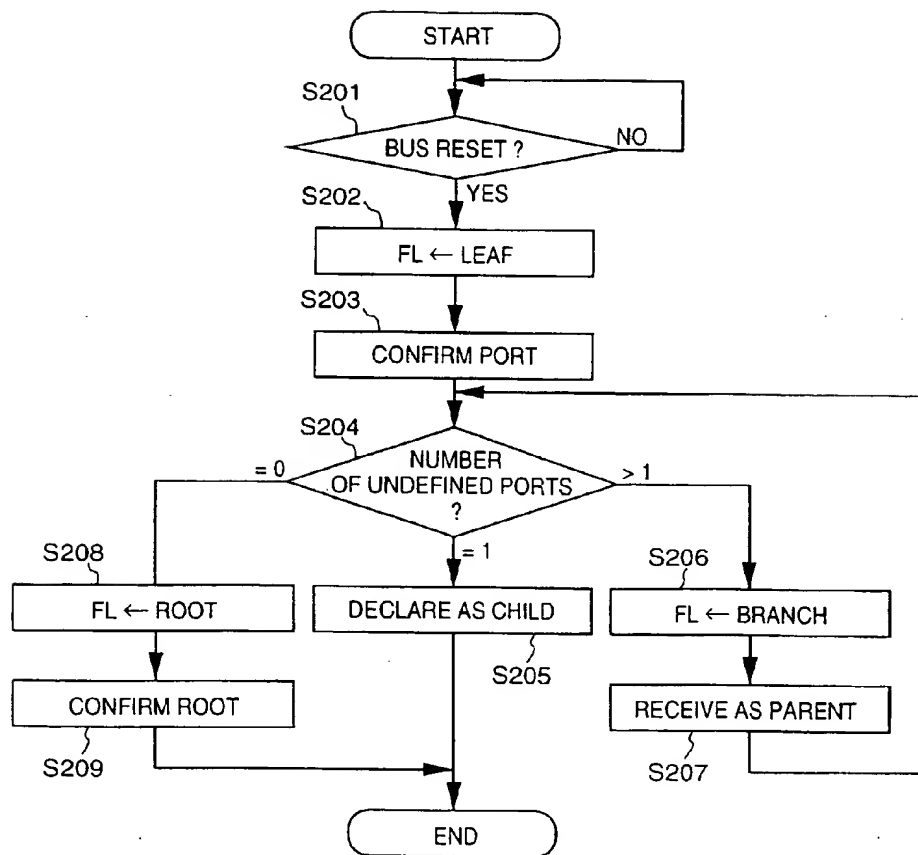 START
S201
BUS RESET ?
NO
YES
S202
FL ← LEAF
S203
CONFIRM PORT
S204
= 0
NUMBER
OF UNDEFINED PORTS
?
> 1
= 1
S208
FL ← ROOT
DECLARE AS CHILD
S205
S206
FL ← BRANCH
CONFIRM ROOT
S209
RECEIVE AS PARENT
S207
END